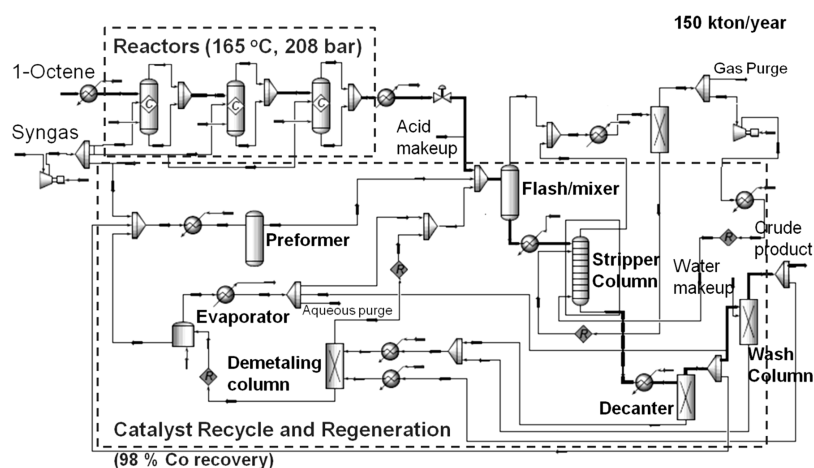 150 kton/year
Reactors (165 °C, 208 bar)
1-Octene
C
C
C
Gas Purge
Syngas
Acid
makeup
Flash/mixer
Preformer
R
Crude
product
Stripper
Column
Water
makeup
R
Evaporator
Aqueous purge
R
Wash
Column
Demetaling
column
R
Decanter
Catalyst Recycle and Regeneration
(98 % Co recovery)